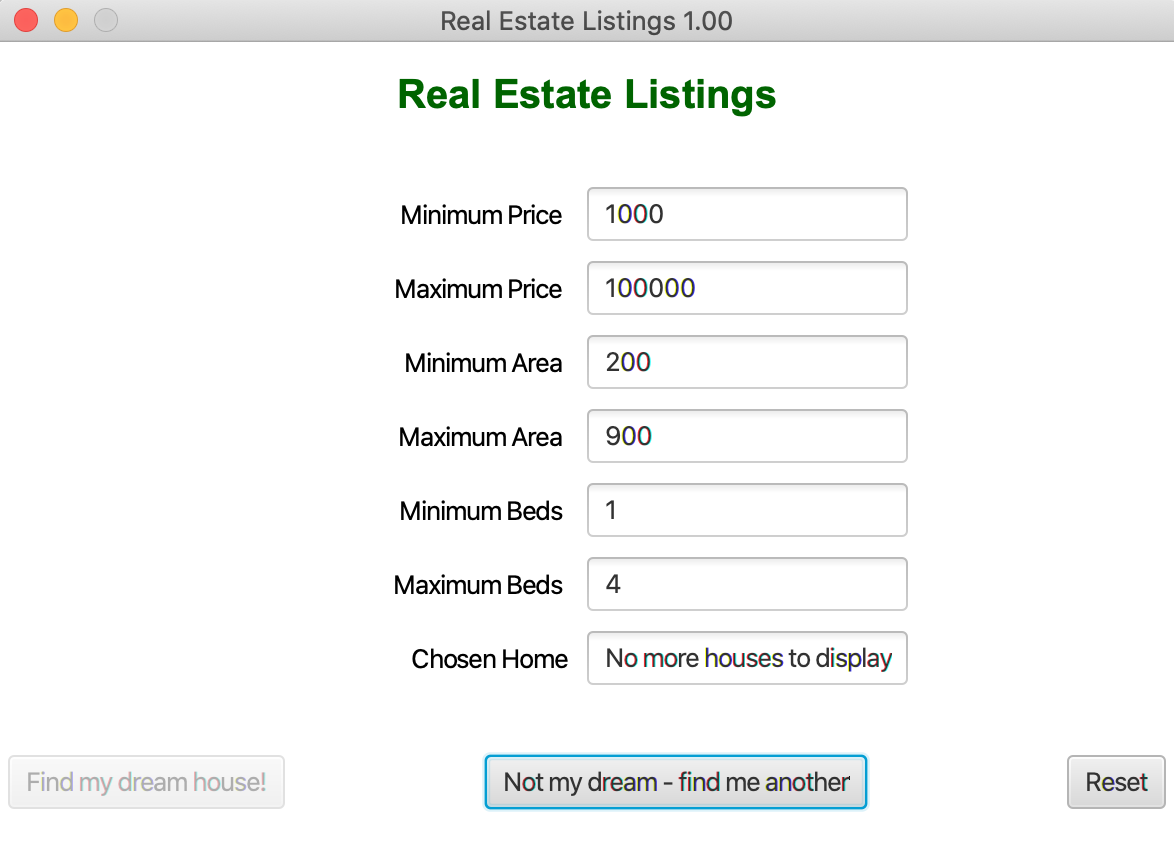 Real Estate Listings 1.00
Real Estate Listings
Minimum Price 1000
Maximum Price 100000
Minimum Area 200
Maximum Area 900
Minimum Beds 1
Maximum Beds 4
Chosen Home No more houses to display
Find my dream house! Not my dream - find me another Reset